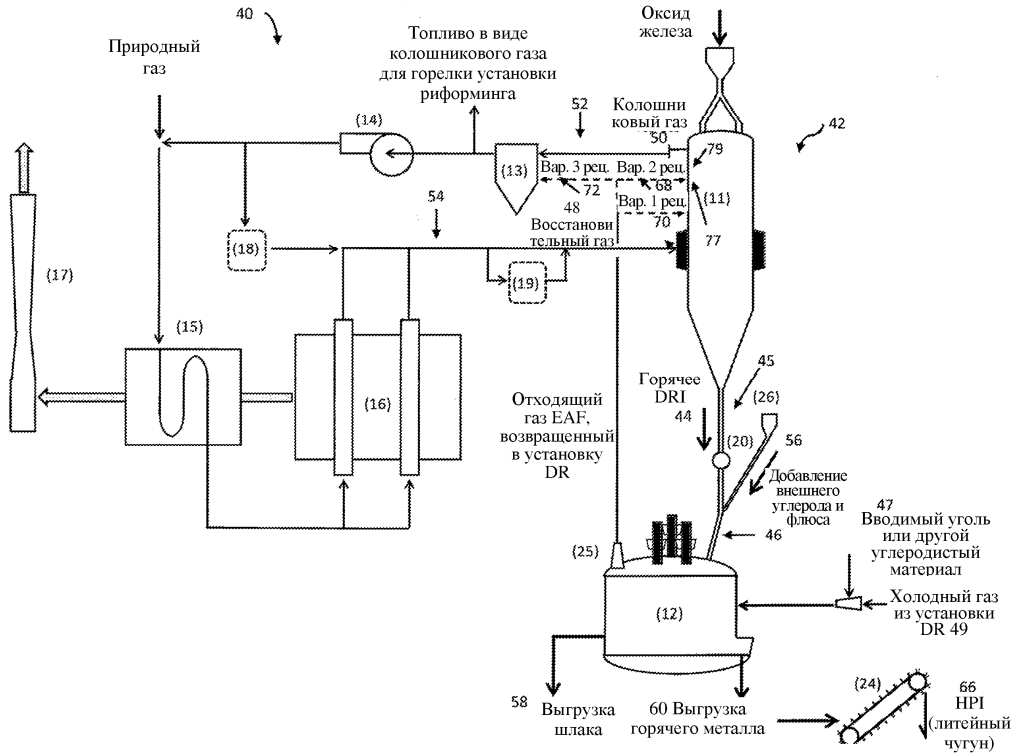 40
Природный
газ
Топливо в виде
колошникового газа
для горелки установки
риформинга
Оксид
железа
52
Колошни
ковый газ
50
42
(14)
(13)
Вар. 3 рец.
Вар. 2 рец.
72
68
79
(11)
48
Вар. 1 рец.
70
77
54
Восстанови
тельный газ
(18)
(19)
(17)
(15)
(16)
Горячее
DRI
44
45
(26)
(20)
56
Отходящий
газ EAF,
возвращенный
в установку
DR
Добавление
внешнего
углерода и
флюса
46
47
Вводимый уголь
или другой
углеродистый
материал
(25)
(12)
Холодный газ
из установки
DR 49
58
Выгрузка
шлака
60 Выгрузка
горячего металла
(24)
66
HPI
(литейный
чугун)